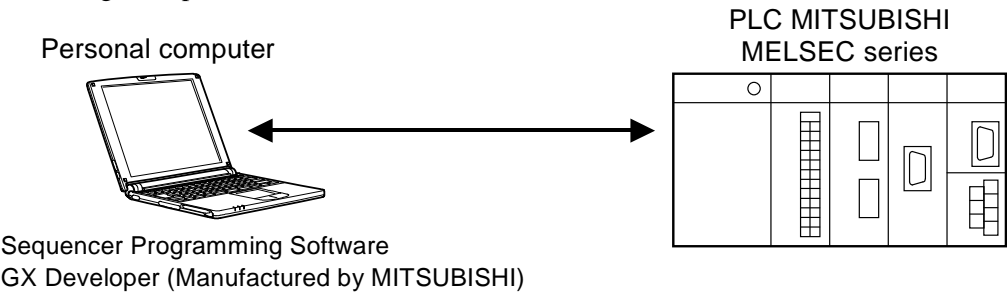 Personal computer
PLC MITSUBISHI
MELSEC series
Sequencer Programming Software
GX Developer (Manufactured by MITSUBISHI)